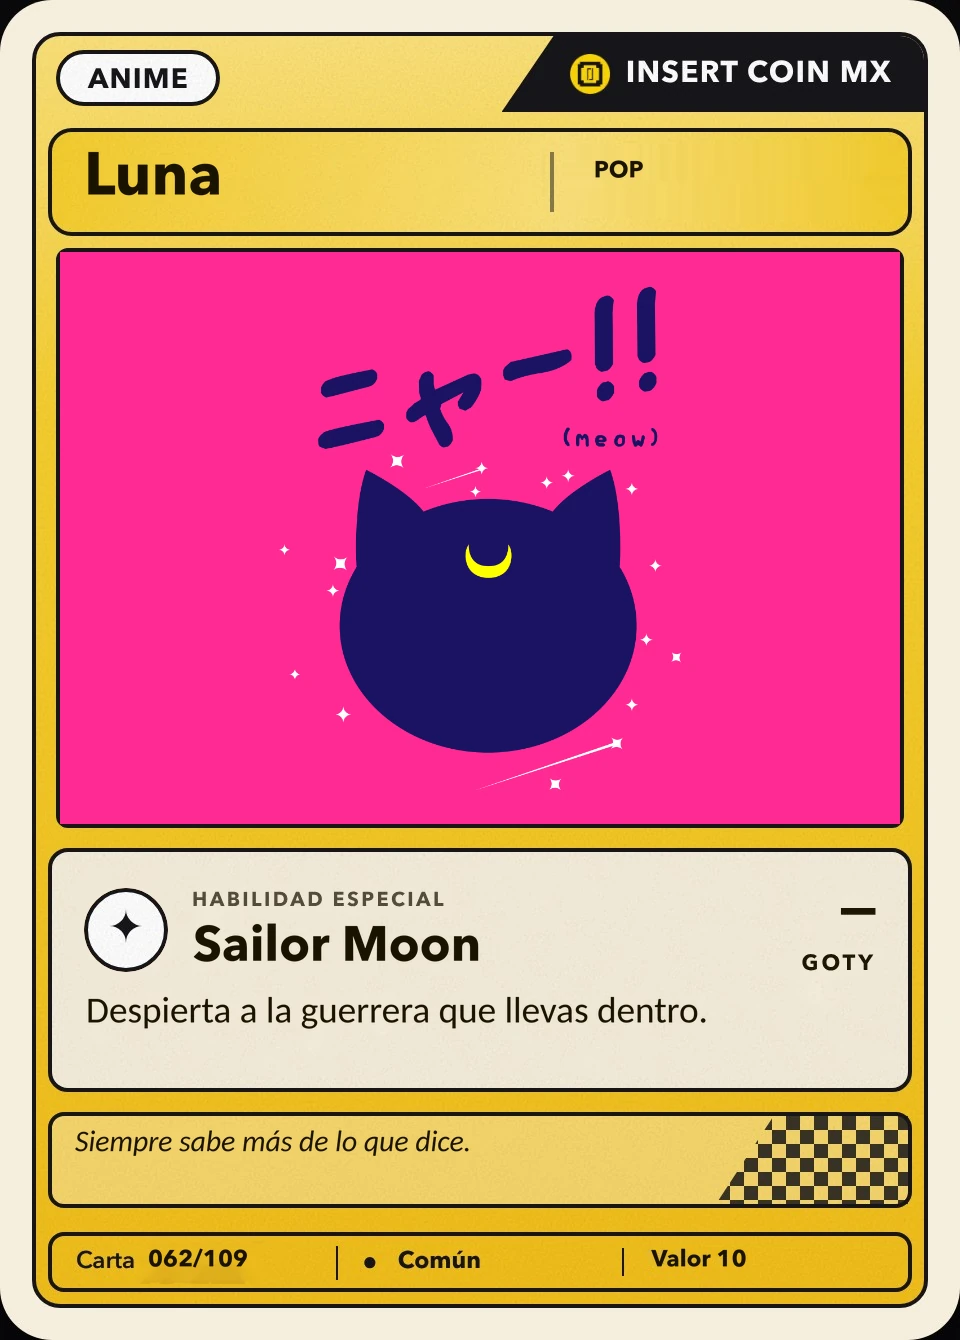 ANIME
INSERT COIN MX
Luna
POP
ニャー!!
(meow)
HABILIDAD ESPECIAL
Sailor Moon
—
GOTY
Despierta a la guerrera que llevas dentro.
Siempre sabe más de lo que dice.
Carta 062/109
• Común
Valor 10